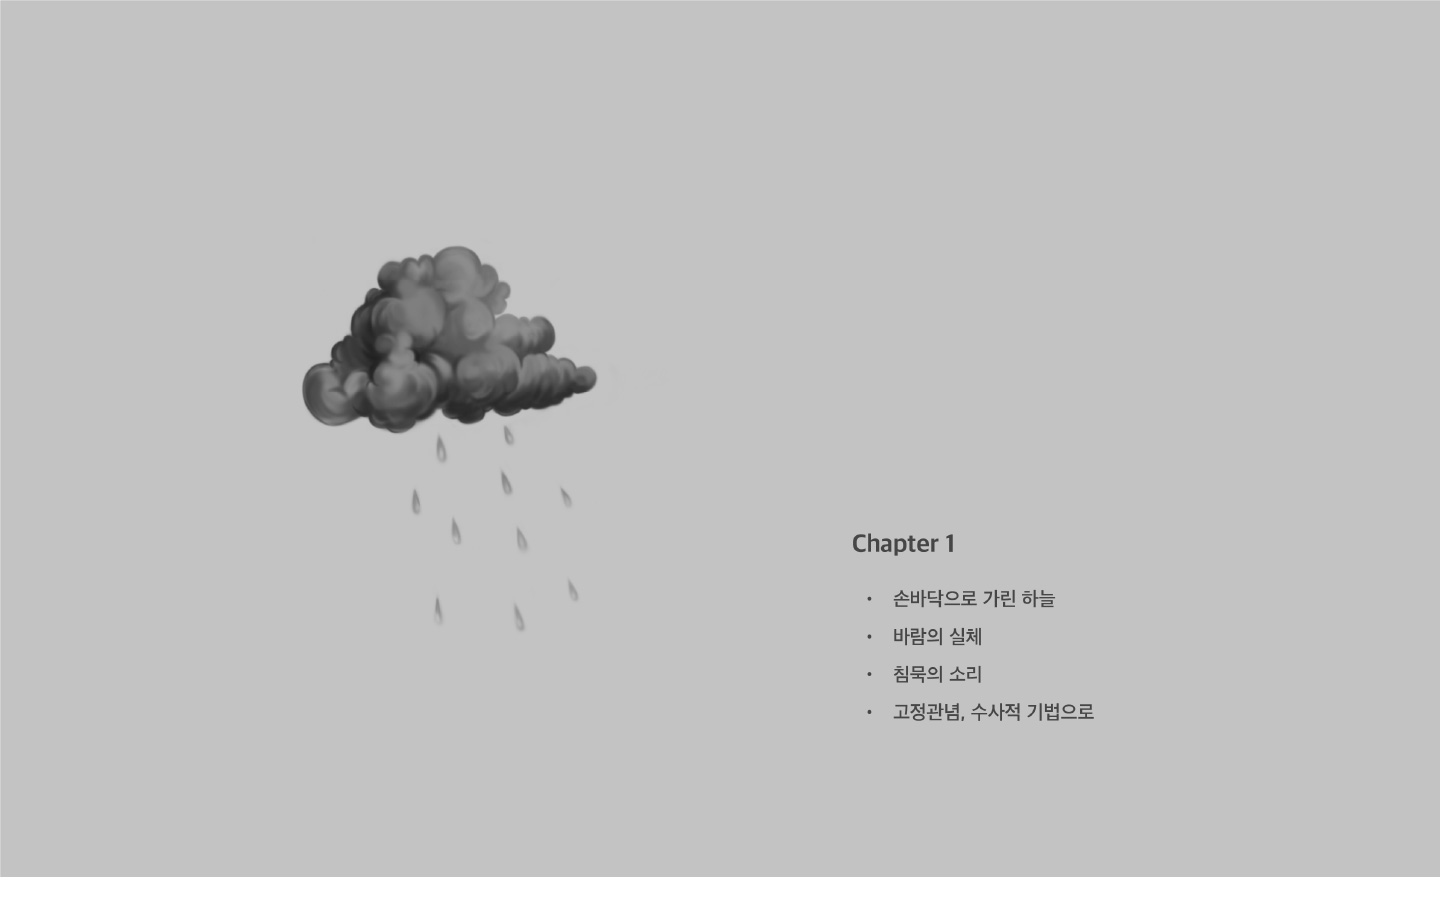 Chapter 1
• 손바닥으로 가린 하늘
• 바람의 실체
• 침묵의 소리
• 고정관념, 수사적 기법으로